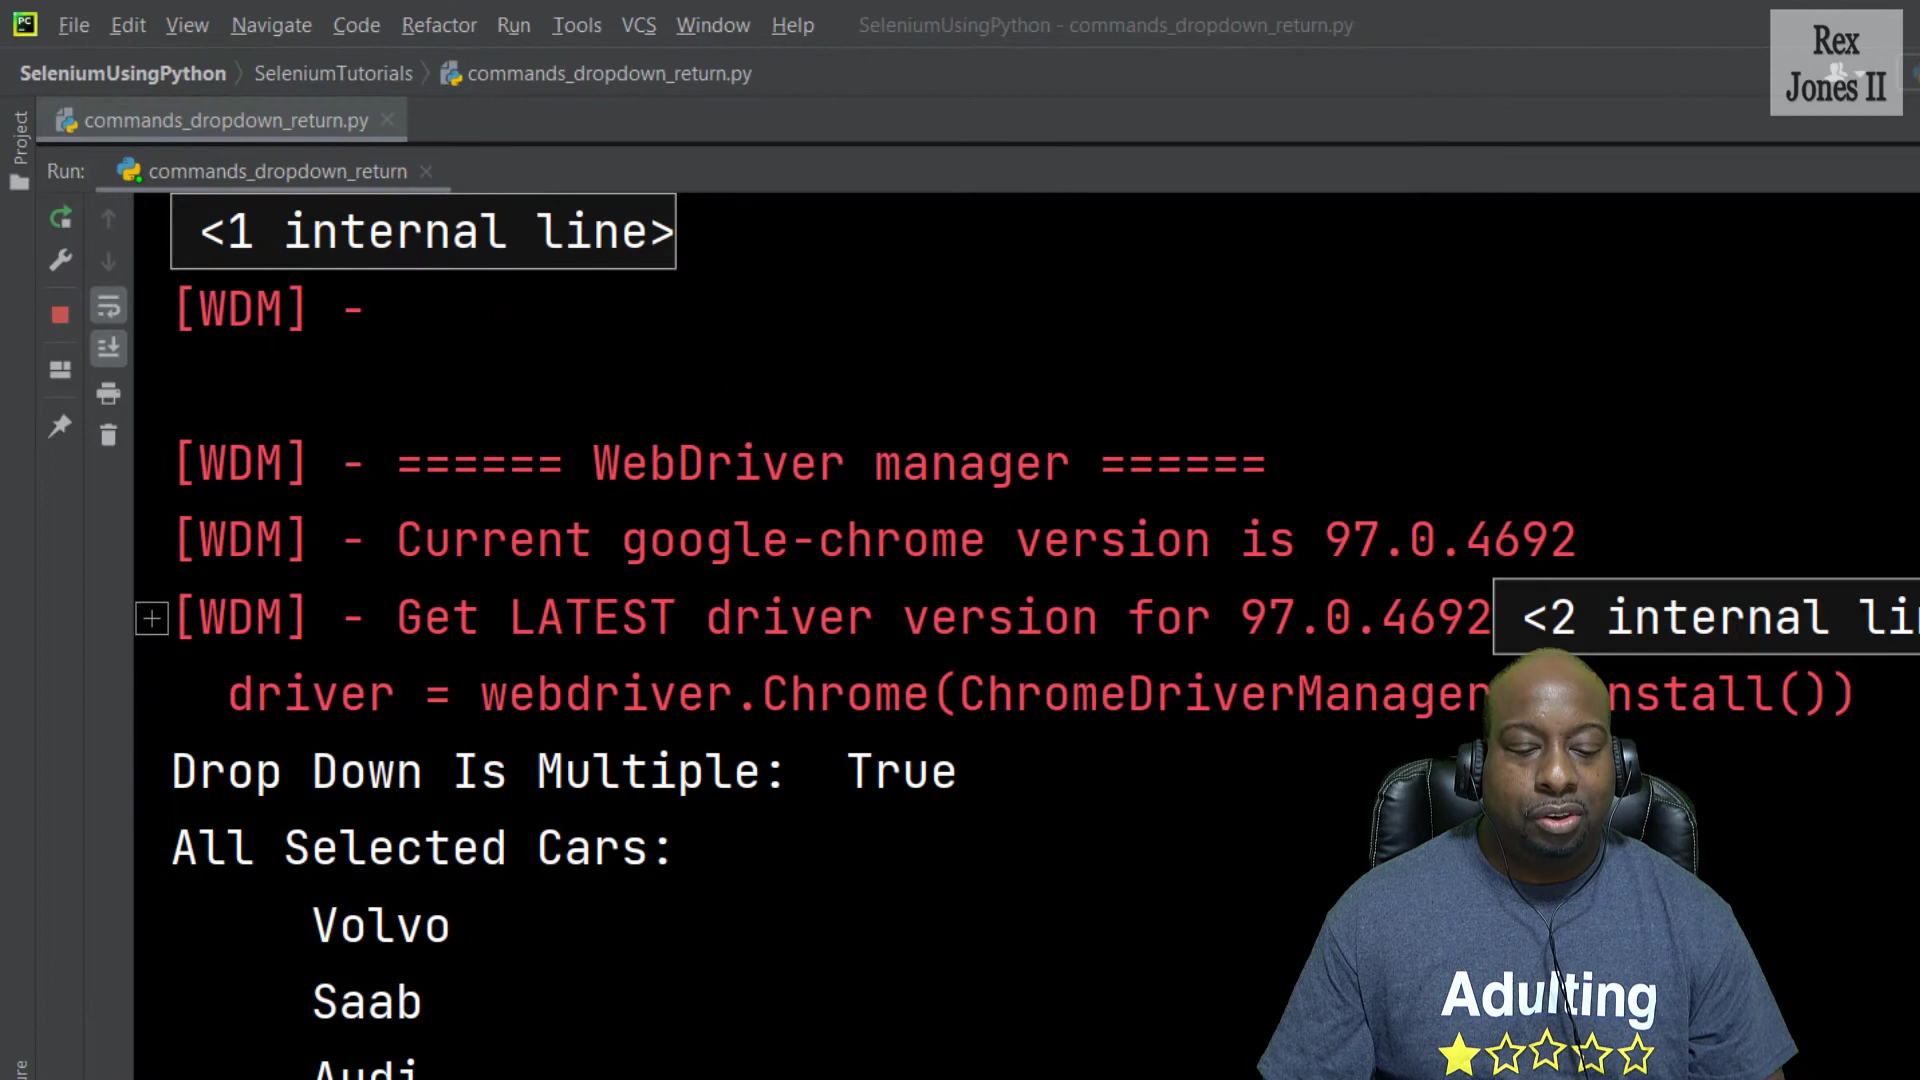 PC File Edit View Navigate Code Refactor Run Tools VCS Window Help SeleniumUsingPython - commands_dropdown_return.py
Rex
Jones II
SeleniumUsingPython SeleniumTutorials commands_dropdown_return.py
Project
commands_dropdown_return.py
Run: commands_dropdown_return
<1 internal line>
[WDM] -
[WDM] - ====== WebDriver manager ======
[WDM] - Current google-chrome version is 97.0.4692
[WDM] - Get LATEST driver version for 97.0.4692 <2 internal
driver = webdriver.Chrome(ChromeDriverManager nstall())
Drop Down Is Multiple: True
All Selected Cars:
Volvo
Saab
Audi
Adulting